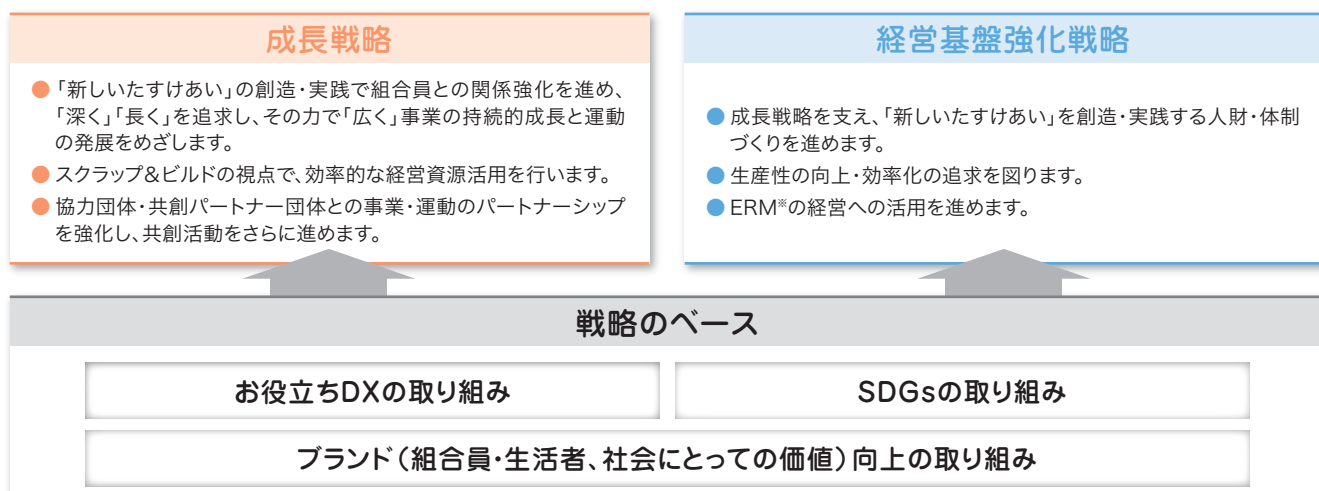 成長戦略
●「新しいたすけあい」の創造・実践で組合員との関係強化を進め、
「深く」「長く」を追求し、その力で「広く」事業の持続的成長と運動
の発展をめざします。
● スクラップ&ビルドの視点で、効率的な経営資源活用を行います。
● 協力団体・共創パートナー団体との事業・運動のパートナーシップ
を強化し、共創活動をさらに進めます。
経営基盤強化戦略
● 成長戦略を支え、「新しいたすけあい」を創造・実践する人財・体制
づくりを進めます。
● 生産性の向上・効率化の追求を図ります。
● ERM※の経営への活用を進めます。
戦略のベース
お役立ちDXの取り組み
SDGsの取り組み
ブランド(組合員・生活者、社会にとっての価値)向上の取り組み